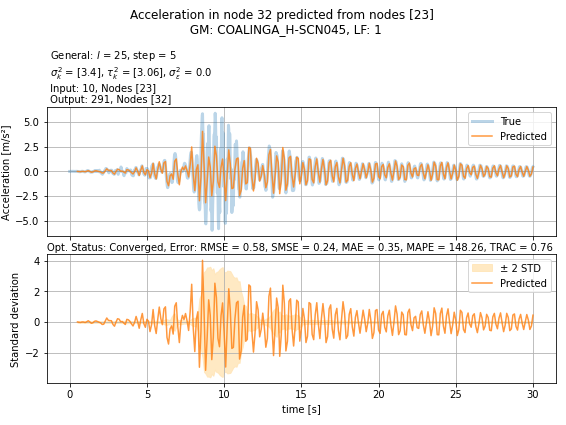 Acceleration in node 32 predicted from nodes [23]
GM: COALINGA_H-SCN045, LF: 1
General: l = 25, step = 5
σ²ₖ = [3.4], τ²ₖ = [3.06], σ²ε = 0.0
Input: 10, Nodes [23]
Output: 291, Nodes [32]
True
Predicted
5.0
2.5
0.0
−2.5
−5.0
Acceleration [m/s²]
Opt. Status: Converged, Error: RMSE = 0.58, SMSE = 0.24, MAE = 0.35, MAPE = 148.26, TRAC = 0.76
± 2 STD
Predicted
4
2
0
−2
Standard deviation
0 5 10 15 20 25 30
time [s]